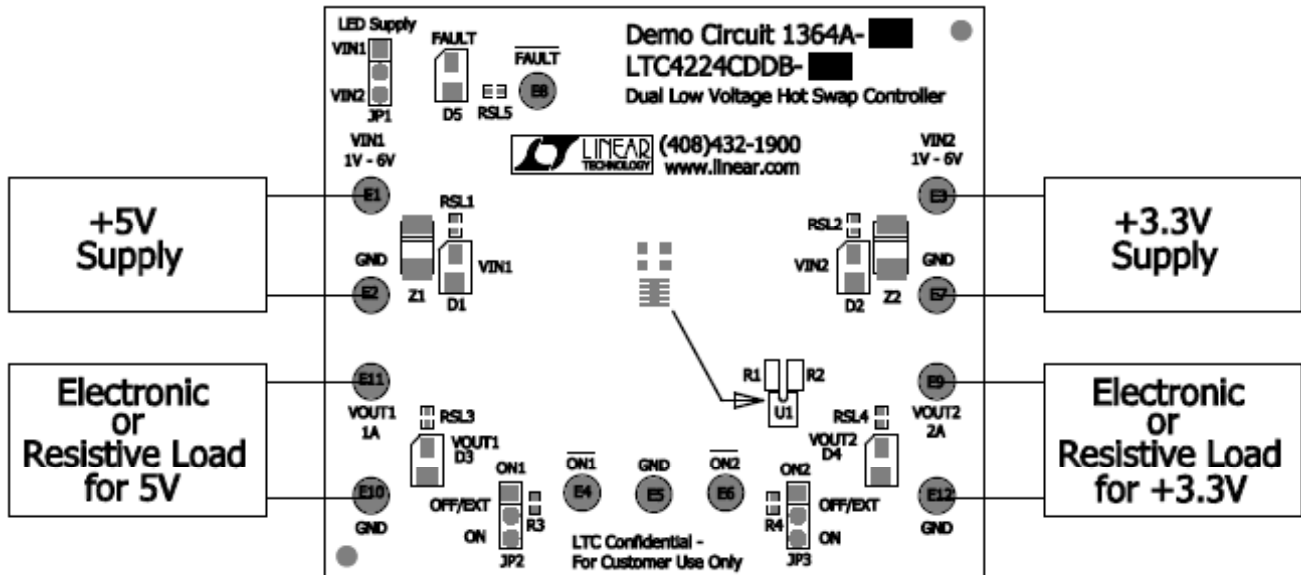 LED Supply
VIN1
VIN2
JP1
FAULT
D5
RSL5
FAULT
E8
Demo Circuit 1364A-
LTC4224CDDB-
Dual Low Voltage Hot Swap Controller
LINEAR
TECHNOLOGY
(408)432-1900
www.linear.com
VIN1
1V - 6V
E1
GND
E2
+5V
Supply
RSL1
Z1
VIN1
D1
VIN2
1V - 6V
E3
GND
E7
+3.3V
Supply
RSL2
VIN2
D2
Z2
R1
R2
U1
E11
VOUT1
1A
E10
GND
Electronic
or
Resistive Load
for 5V
RSL3
VOUT1
D3
ON1
OFF/EXT
ON
JP2
R3
ON1
E4
GND
E5
ON2
E6
LTC Confidential -
For Customer Use Only
R4
ON2
OFF/EXT
ON
JP3
RSL4
VOUT2
D4
E9
VOUT2
2A
E12
GND
Electronic
or
Resistive Load
for +3.3V